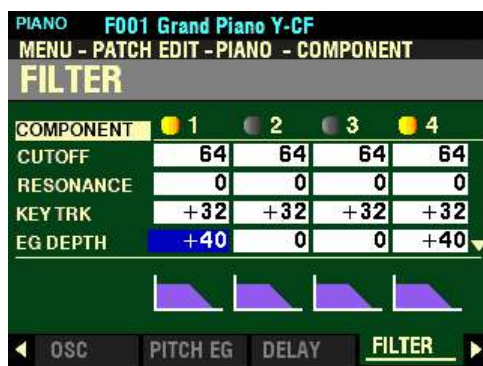 PIANO F001 Grand Piano Y-CF
MENU - PATCH EDIT - PIANO - COMPONENT
FILTER
COMPONENT 1 2 3 4
CUTOFF 64 64 64 64
RESONANCE 0 0 0 0
KEY TRK +32 +32 +32 +32
EG DEPTH +40 0 0 +40
OSC PITCH EG DELAY FILTER